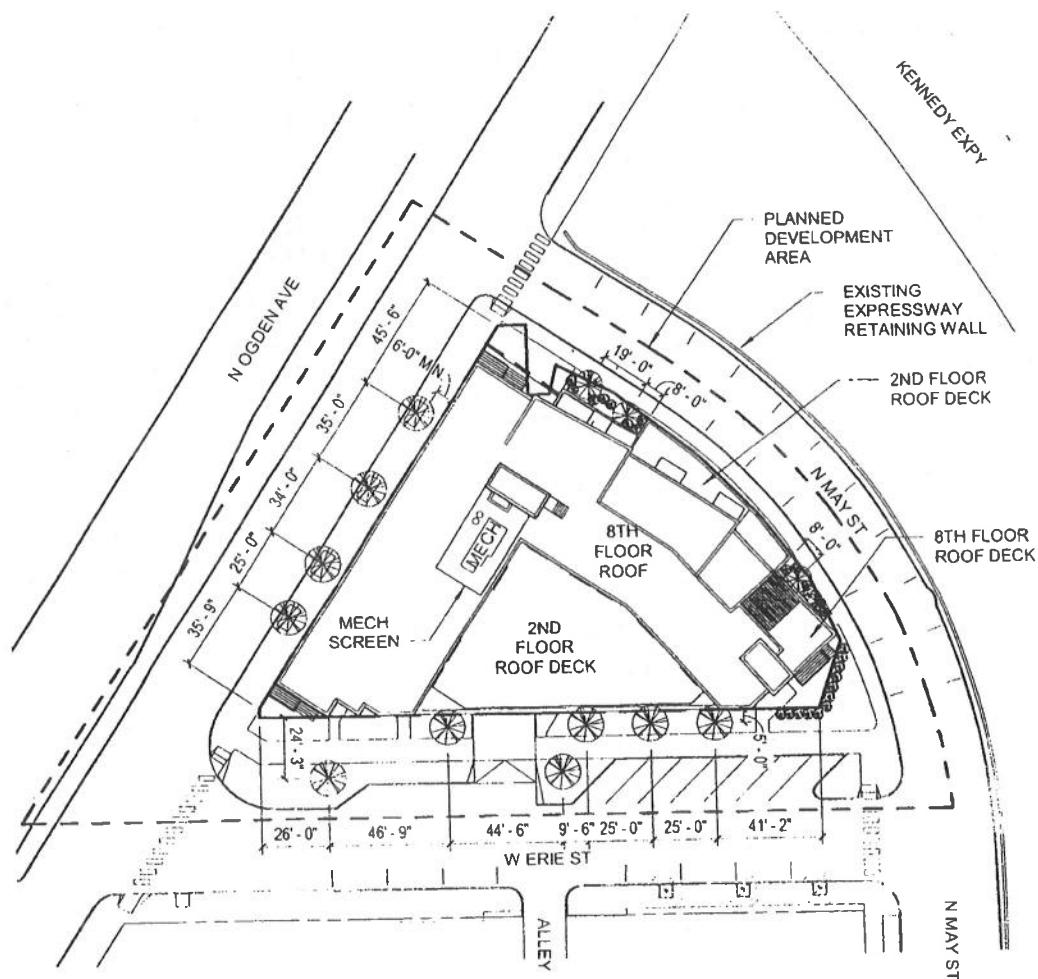 KENNEDY EXPY
PLANNED
DEVELOPMENT
AREA
EXISTING
EXPRESSWAY
RETAINING WALL
2ND FLOOR
ROOF DECK
N OGDEN AVE
45' - 6"
6'-0" MIN.
35' - 0"
34' - 0"
25' - 0"
35' - 9"
19' - 0"
8' - 0"
N MAY ST
8' - 0"
8TH FLOOR
ROOF DECK
8TH
FLOOR
ROOF
MECH
MECH
SCREEN
2ND
FLOOR
ROOF DECK
24' - 3"
5' - 0"
26' - 0"
46' - 9"
44' - 6"
9' - 6"
25' - 0"
25' - 0"
41' - 2"
W ERIE ST
ALLEY
N MAY ST